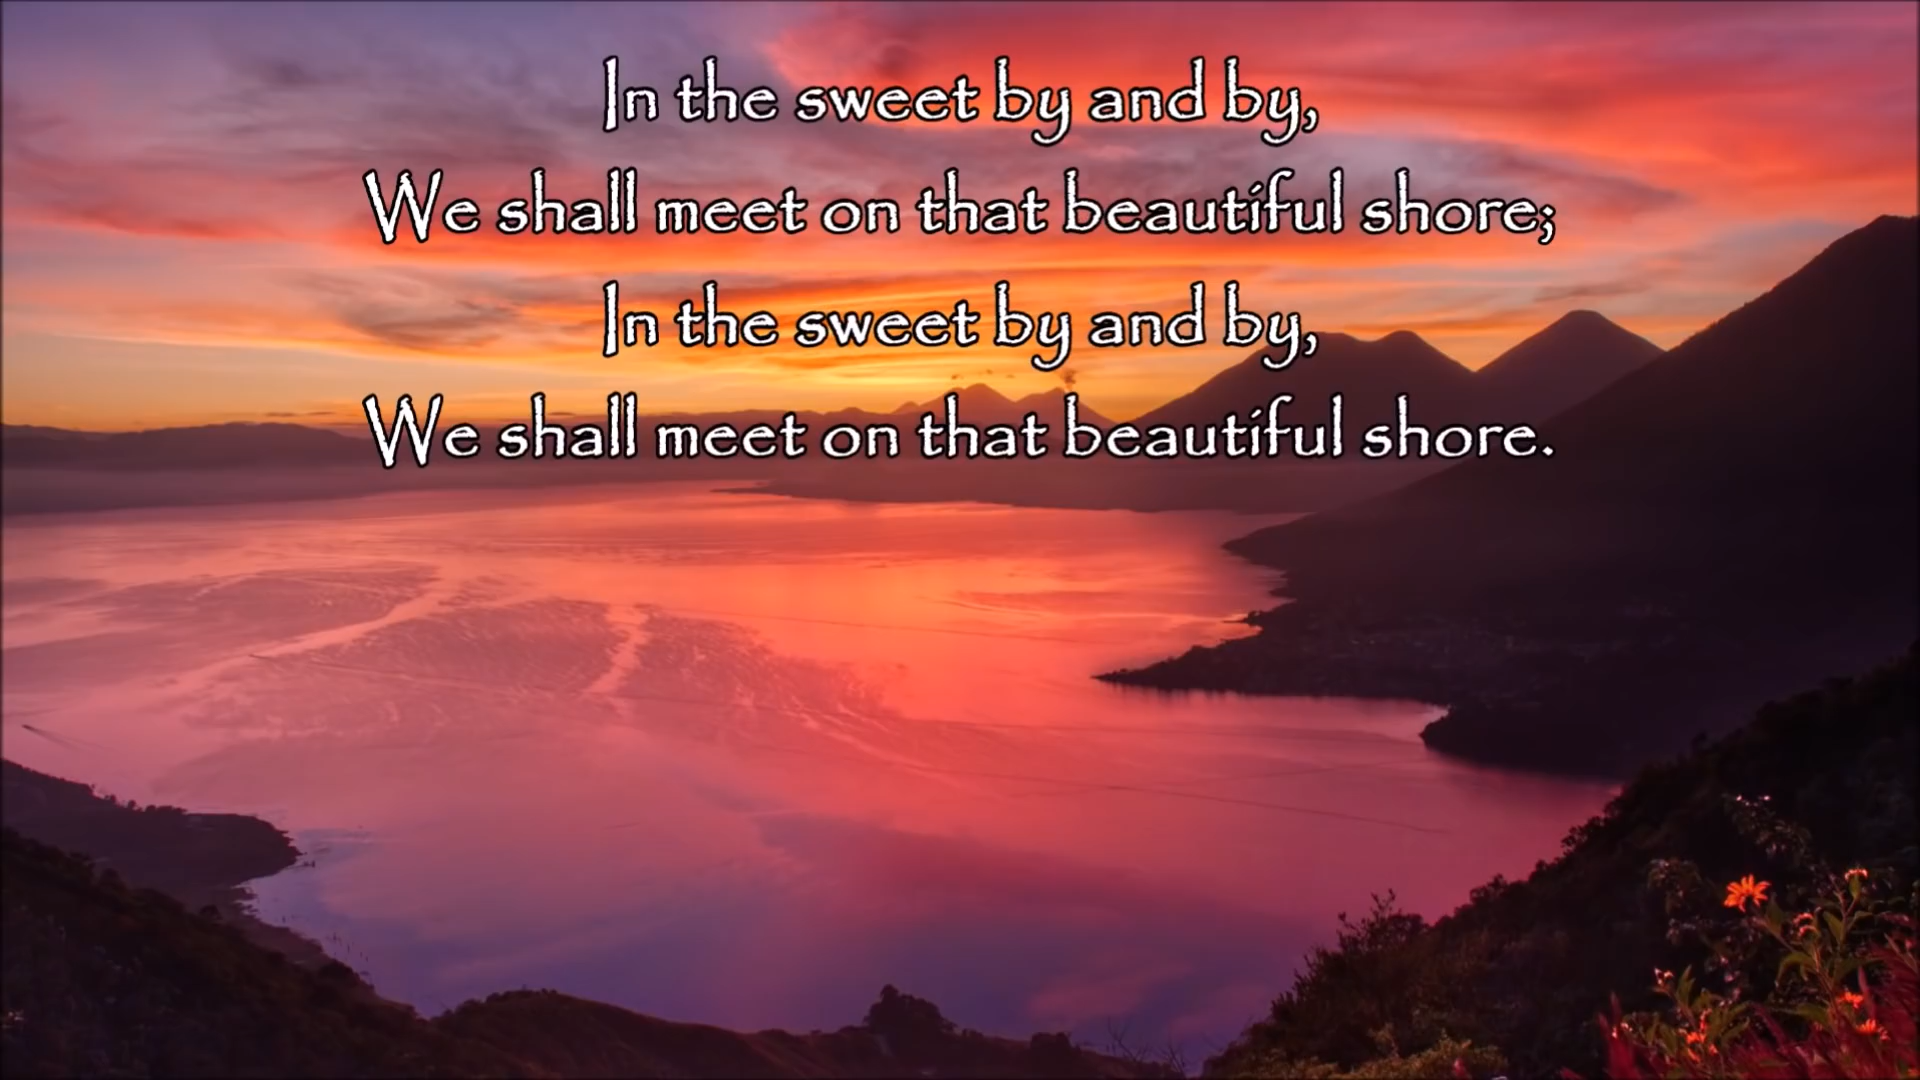 In the sweet by and by,
We shall meet on that beautiful shore;
In the sweet by and by,
We shall meet on that beautiful shore.